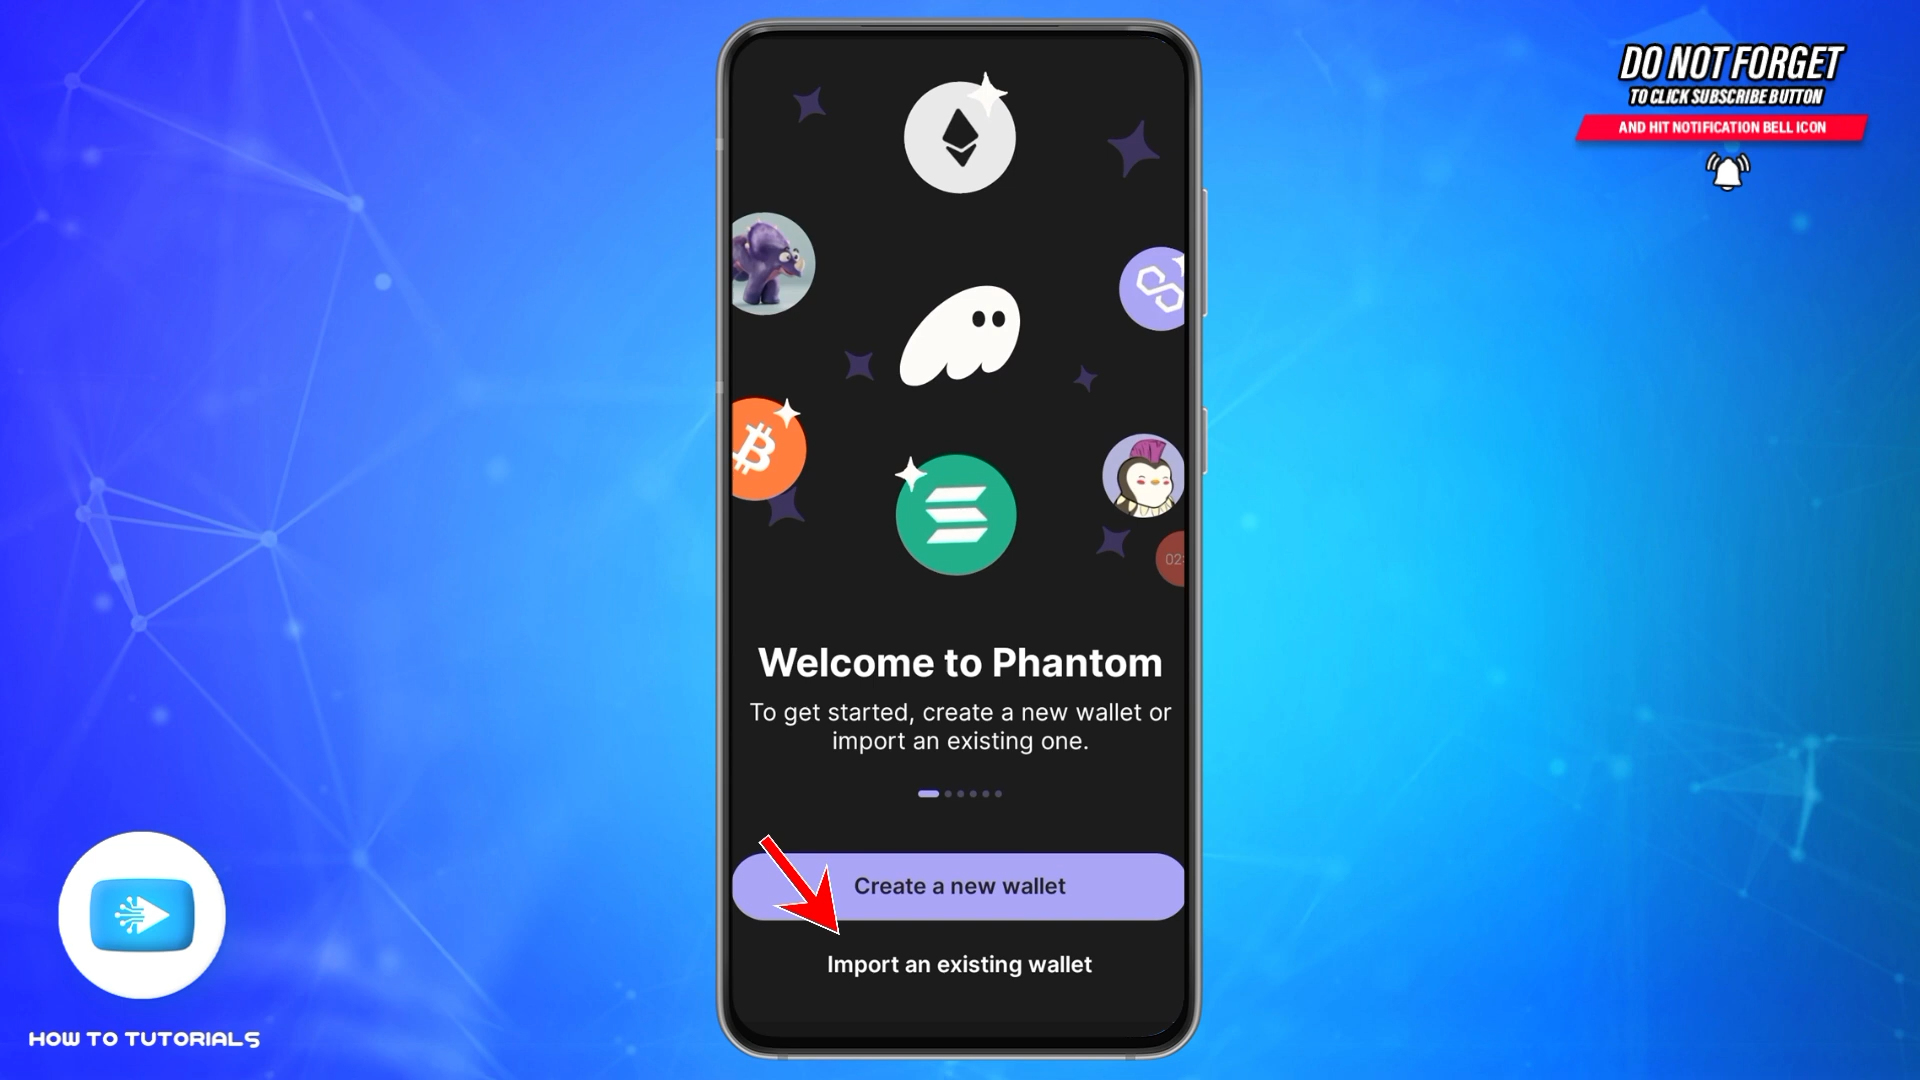 DO NOT FORGET
TO CLICK SUBSCRIBE BUTTON
AND HIT NOTIFICATION BELL ICON
02:
Welcome to Phantom
To get started, create a new wallet or
import an existing one.
Create a new wallet
Import an existing wallet
HOW TO TUTORIALS